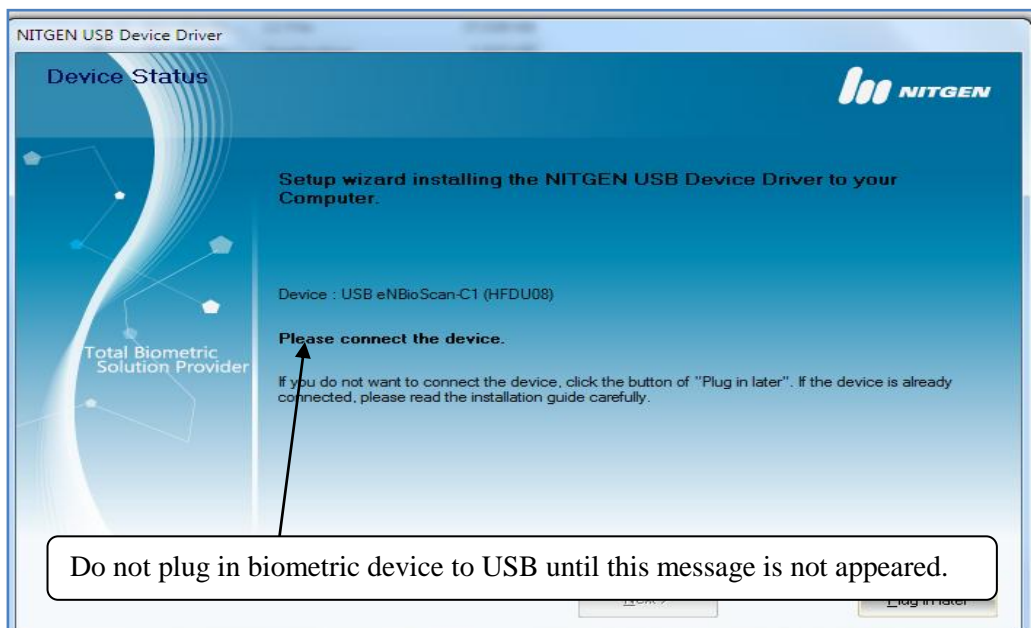 NITGEN USB Device Driver
Device Status
NITGEN
Setup wizard installing the NITGEN USB Device Driver to your
Computer.
Device : USB eNBioScan-C1 (HFDU08)
Please connect the device.
Total Biometric
Solution Provider
If you do not want to connect the device, click the button of "Plug in later". If the device is already
connected, please read the installation guide carefully.
Do not plug in biometric device to USB until this message is not appeared.
Plug in later